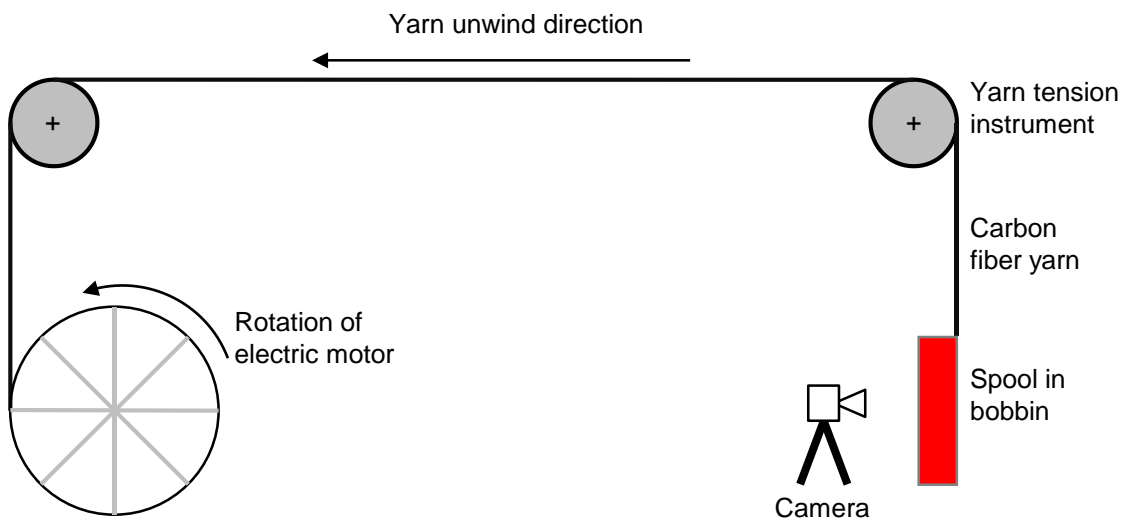 Yarn unwind direction
+
+
Yarn tension
instrument
Carbon
fiber yarn
Rotation of
electric motor
Spool in
bobbin
Camera